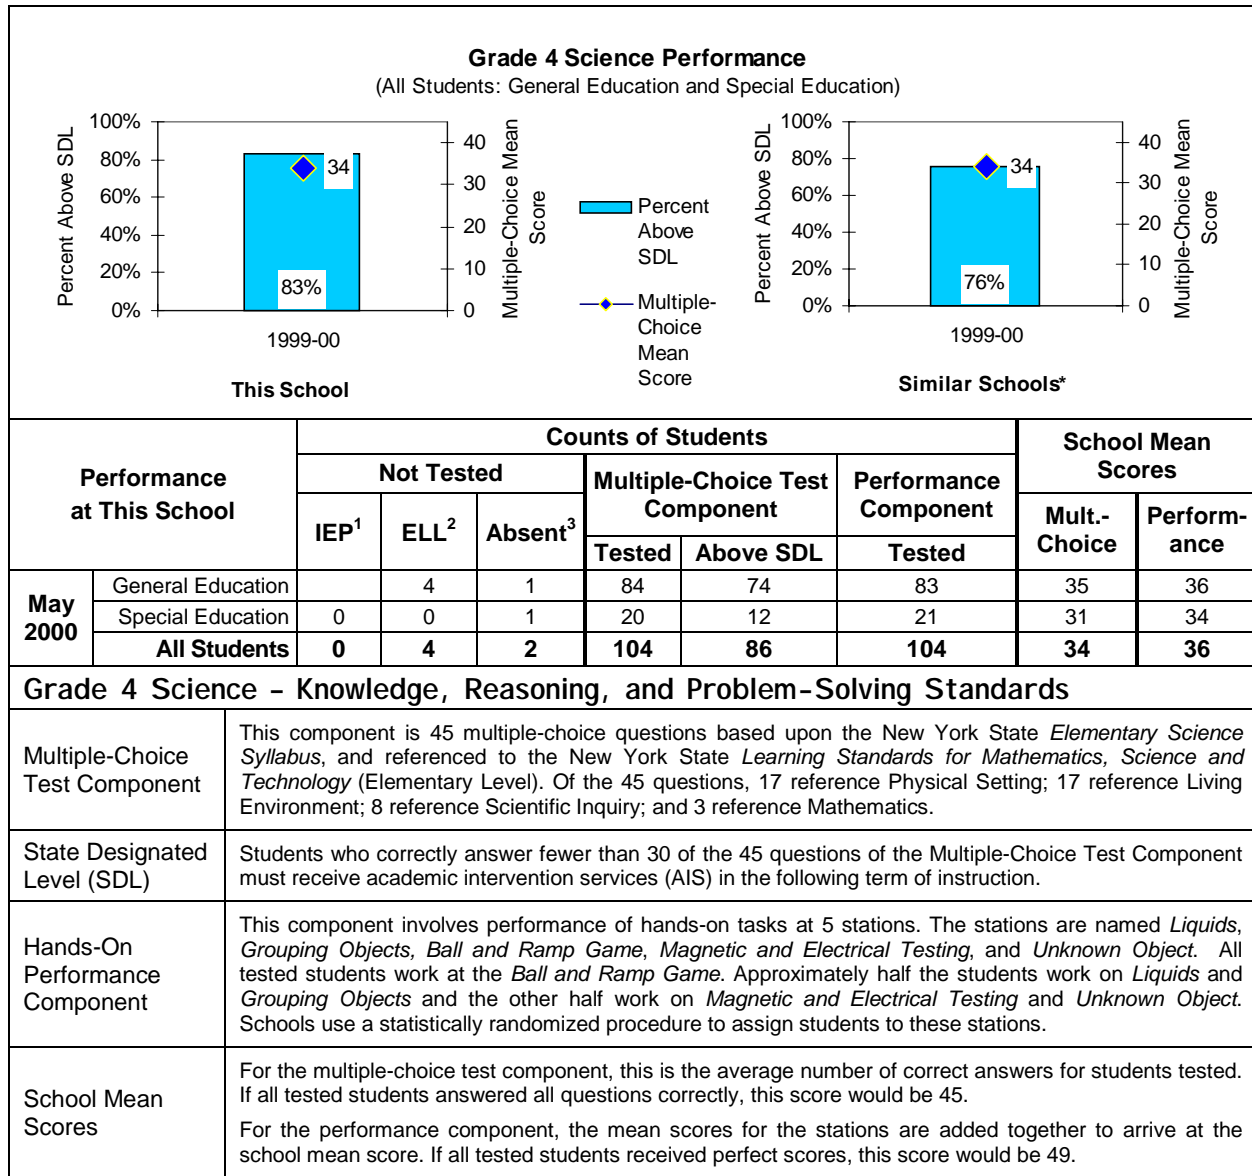 Grade 4 Science Performance
(All Students: General Education and Special Education)
Percent Above SDL
100%
80%
60%
40%
20%
0%
34
83%
40
30
20
10
0
Multiple-Choice Mean
Score
1999-00
This School
Percent
Above
SDL
Multiple-
Choice
Mean
Score
Percent Above SDL
100%
80%
60%
40%
20%
0%
34
76%
40
30
20
10
0
Multiple-Choice Mean
Score
1999-00
Similar Schools*
Performance
at This School
Counts of Students
School Mean
Scores
Not Tested
Multiple-Choice Test
Component
Performance
Component
IEP1 ELL2 Absent3
Mult.-
Choice
Perform-
ance
Tested Above SDL Tested
May
2000
General Education 4 1 84 74 83 35 36
Special Education 0 0 1 20 12 21 31 34
All Students 0 4 2 104 86 104 34 36
Grade 4 Science – Knowledge, Reasoning, and Problem-Solving Standards
Multiple-Choice
Test Component
This component is 45 multiple-choice questions based upon the New York State Elementary Science
Syllabus, and referenced to the New York State Learning Standards for Mathematics, Science and
Technology (Elementary Level). Of the 45 questions, 17 reference Physical Setting; 17 reference Living
Environment; 8 reference Scientific Inquiry; and 3 reference Mathematics.
State Designated
Level (SDL)
Students who correctly answer fewer than 30 of the 45 questions of the Multiple-Choice Test Component
must receive academic intervention services (AIS) in the following term of instruction.
Hands-On
Performance
Component
This component involves performance of hands-on tasks at 5 stations. The stations are named Liquids,
Grouping Objects, Ball and Ramp Game, Magnetic and Electrical Testing, and Unknown Object. All
tested students work at the Ball and Ramp Game. Approximately half the students work on Liquids and
Grouping Objects and the other half work on Magnetic and Electrical Testing and Unknown Object.
Schools use a statistically randomized procedure to assign students to these stations.
School Mean
Scores
For the multiple-choice test component, this is the average number of correct answers for students tested.
If all tested students answered all questions correctly, this score would be 45.
For the performance component, the mean scores for the stations are added together to arrive at the
school mean score. If all tested students received perfect scores, this score would be 49.